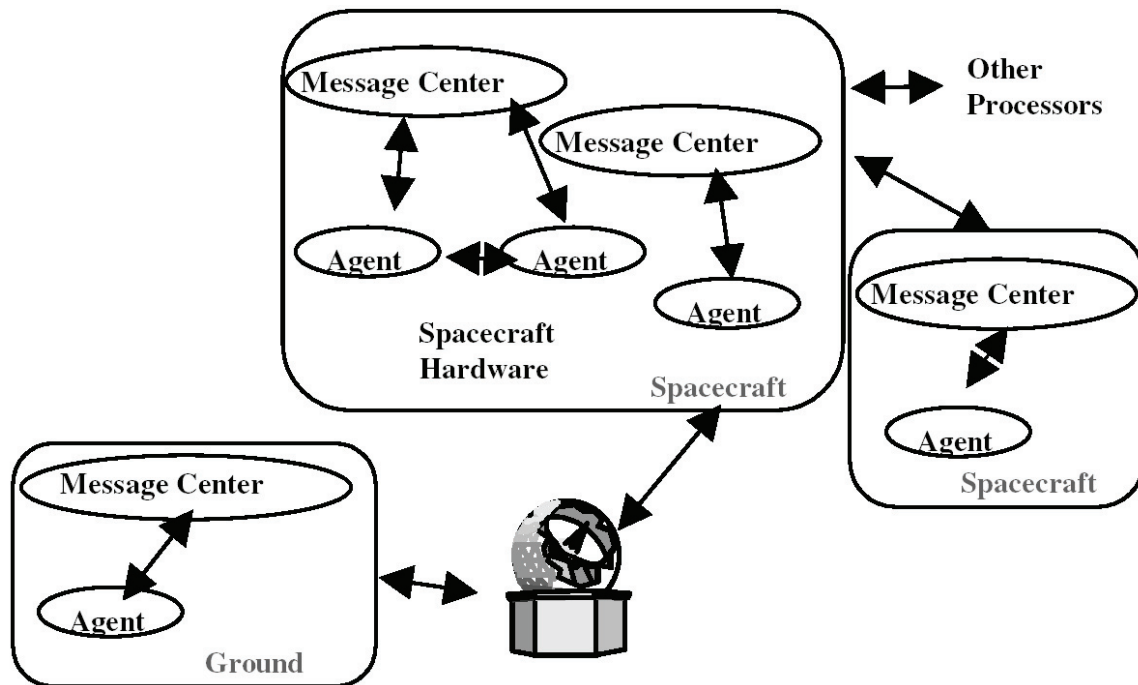 Message Center
Other
Processors
Message Center
Agent
Agent
Agent
Spacecraft
Hardware
Spacecraft
Message Center
Agent
Spacecraft
Message Center
Agent
Ground